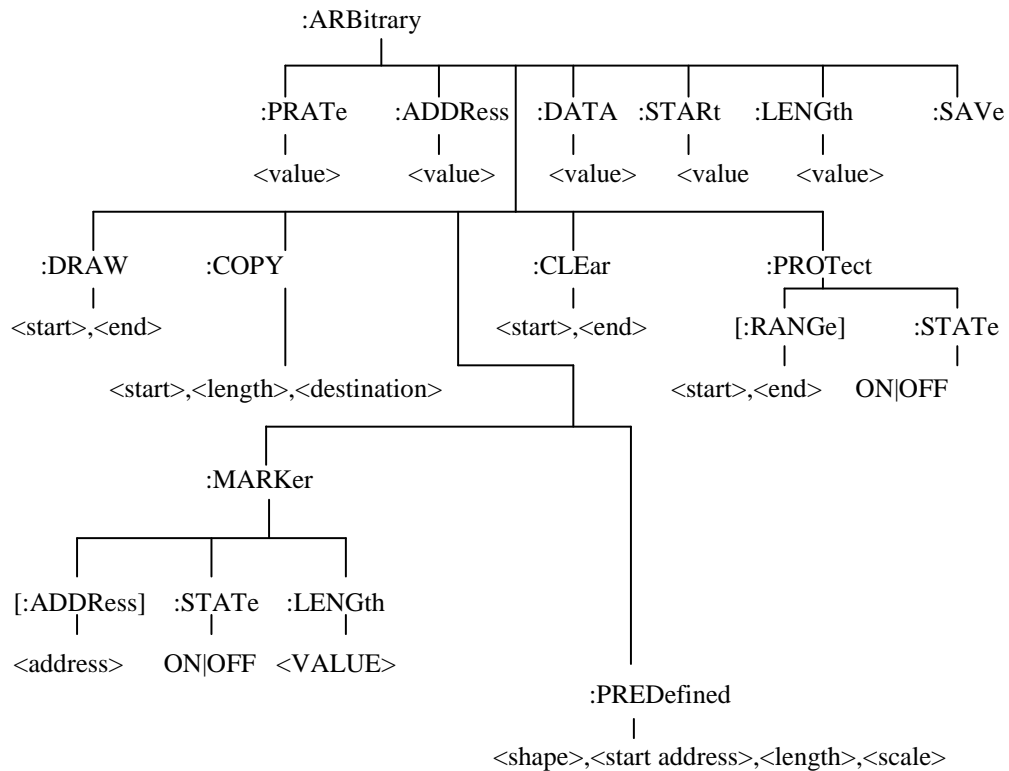 :ARBitrary
:PRATe :ADDRess :DATA :STARt :LENGth :SAVe
<value> <value> <value> <value <value>
:DRAW :COPY :CLEar :PROTect
<start>,<end> <start>,<end> [:RANGe] :STATe
<start>,<length>,<destination> <start>,<end> ON|OFF
:MARKer
[:ADDRess] :STATe :LENGth
<address> ON|OFF <VALUE>
:PREDefined
<shape>,<start address>,<length>,<scale>